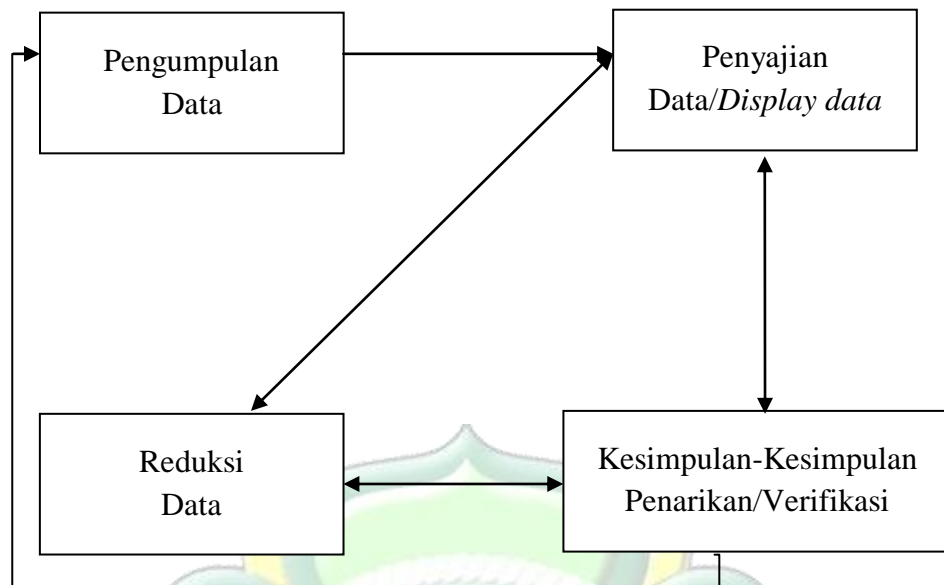 Pengumpulan
Data
Penyajian
Data/Display data
Reduksi
Data
Kesimpulan-Kesimpulan
Penarikan/Verifikasi